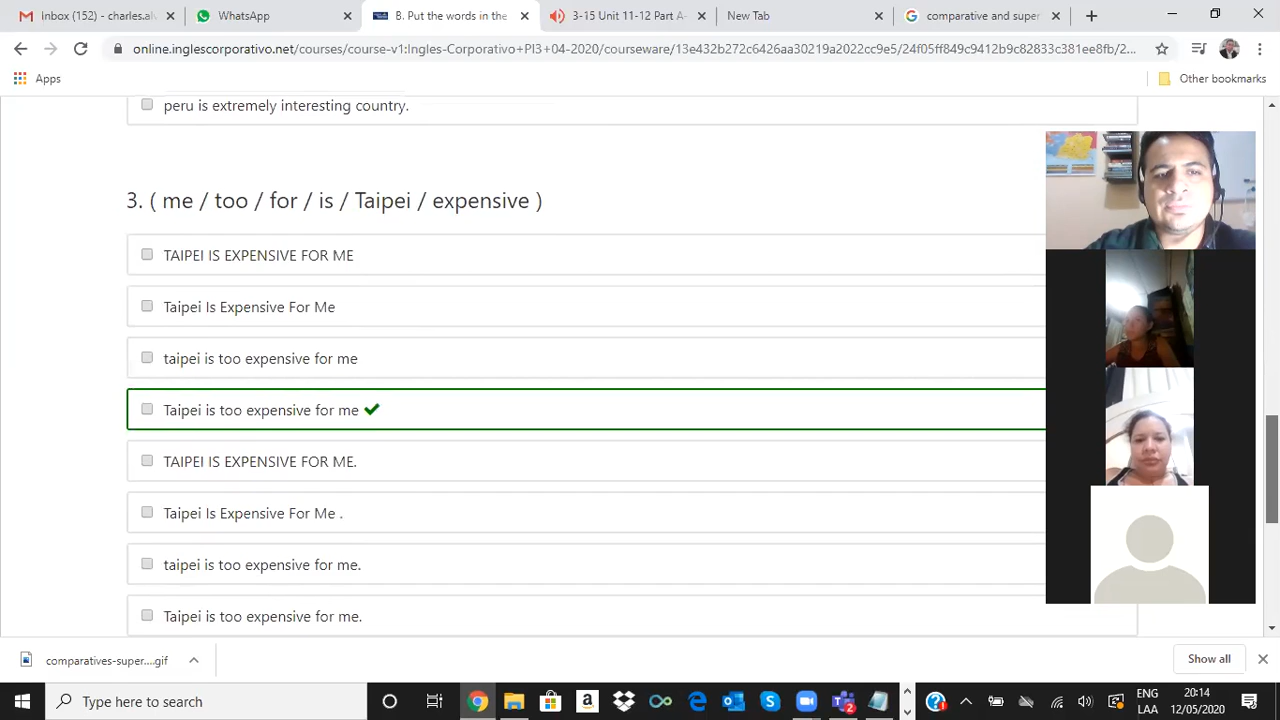 Inbox (152) - charles.al
WhatsApp
B. Put the words in the
3-15 Unit 11-12 Part A-
New Tab
comparative and super
online.inglescorporativo.net/courses/course-v1:Ingles-Corporativo+PI3+04-2020/courseware/13e432b272c6426aa30219a2022cc9e5/24f05ff849c9412b9c82833c381ee8fb/2...
Apps
Other bookmarks
peru is extremely interesting country.
3. ( me / too / for / is / Taipei / expensive )
TAIPEI IS EXPENSIVE FOR ME
Taipei Is Expensive For Me
taipei is too expensive for me
Taipei is too expensive for me
TAIPEI IS EXPENSIVE FOR ME.
Taipei Is Expensive For Me .
taipei is too expensive for me.
Taipei is too expensive for me.
comparatives-super....gif
Show all
Type here to search
ENG
LAA
20:14
12/05/2020